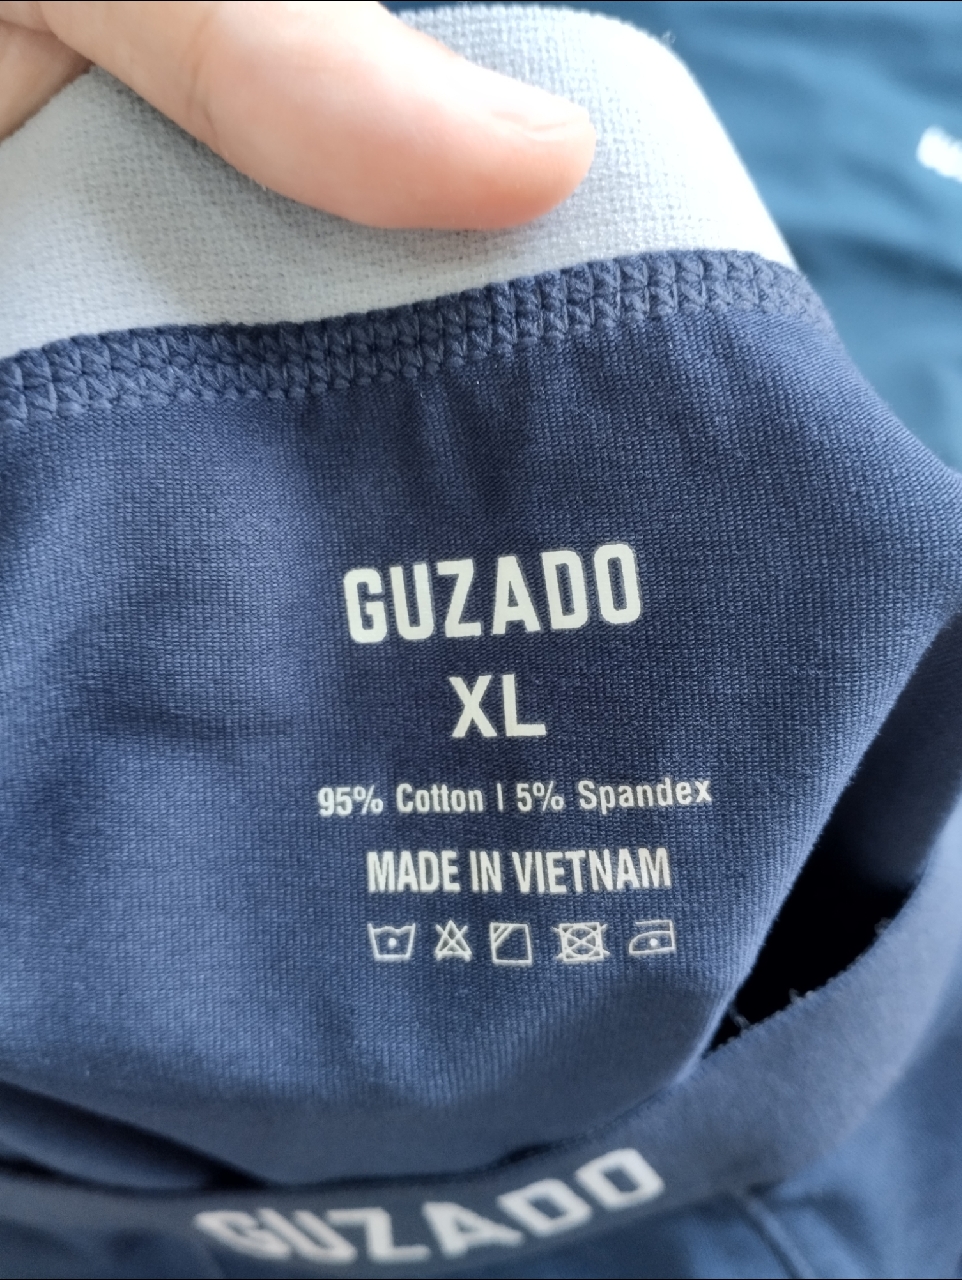 GUZADO
XL
95% Cotton | 5% Spandex
MADE IN VIETNAM
GUZADO